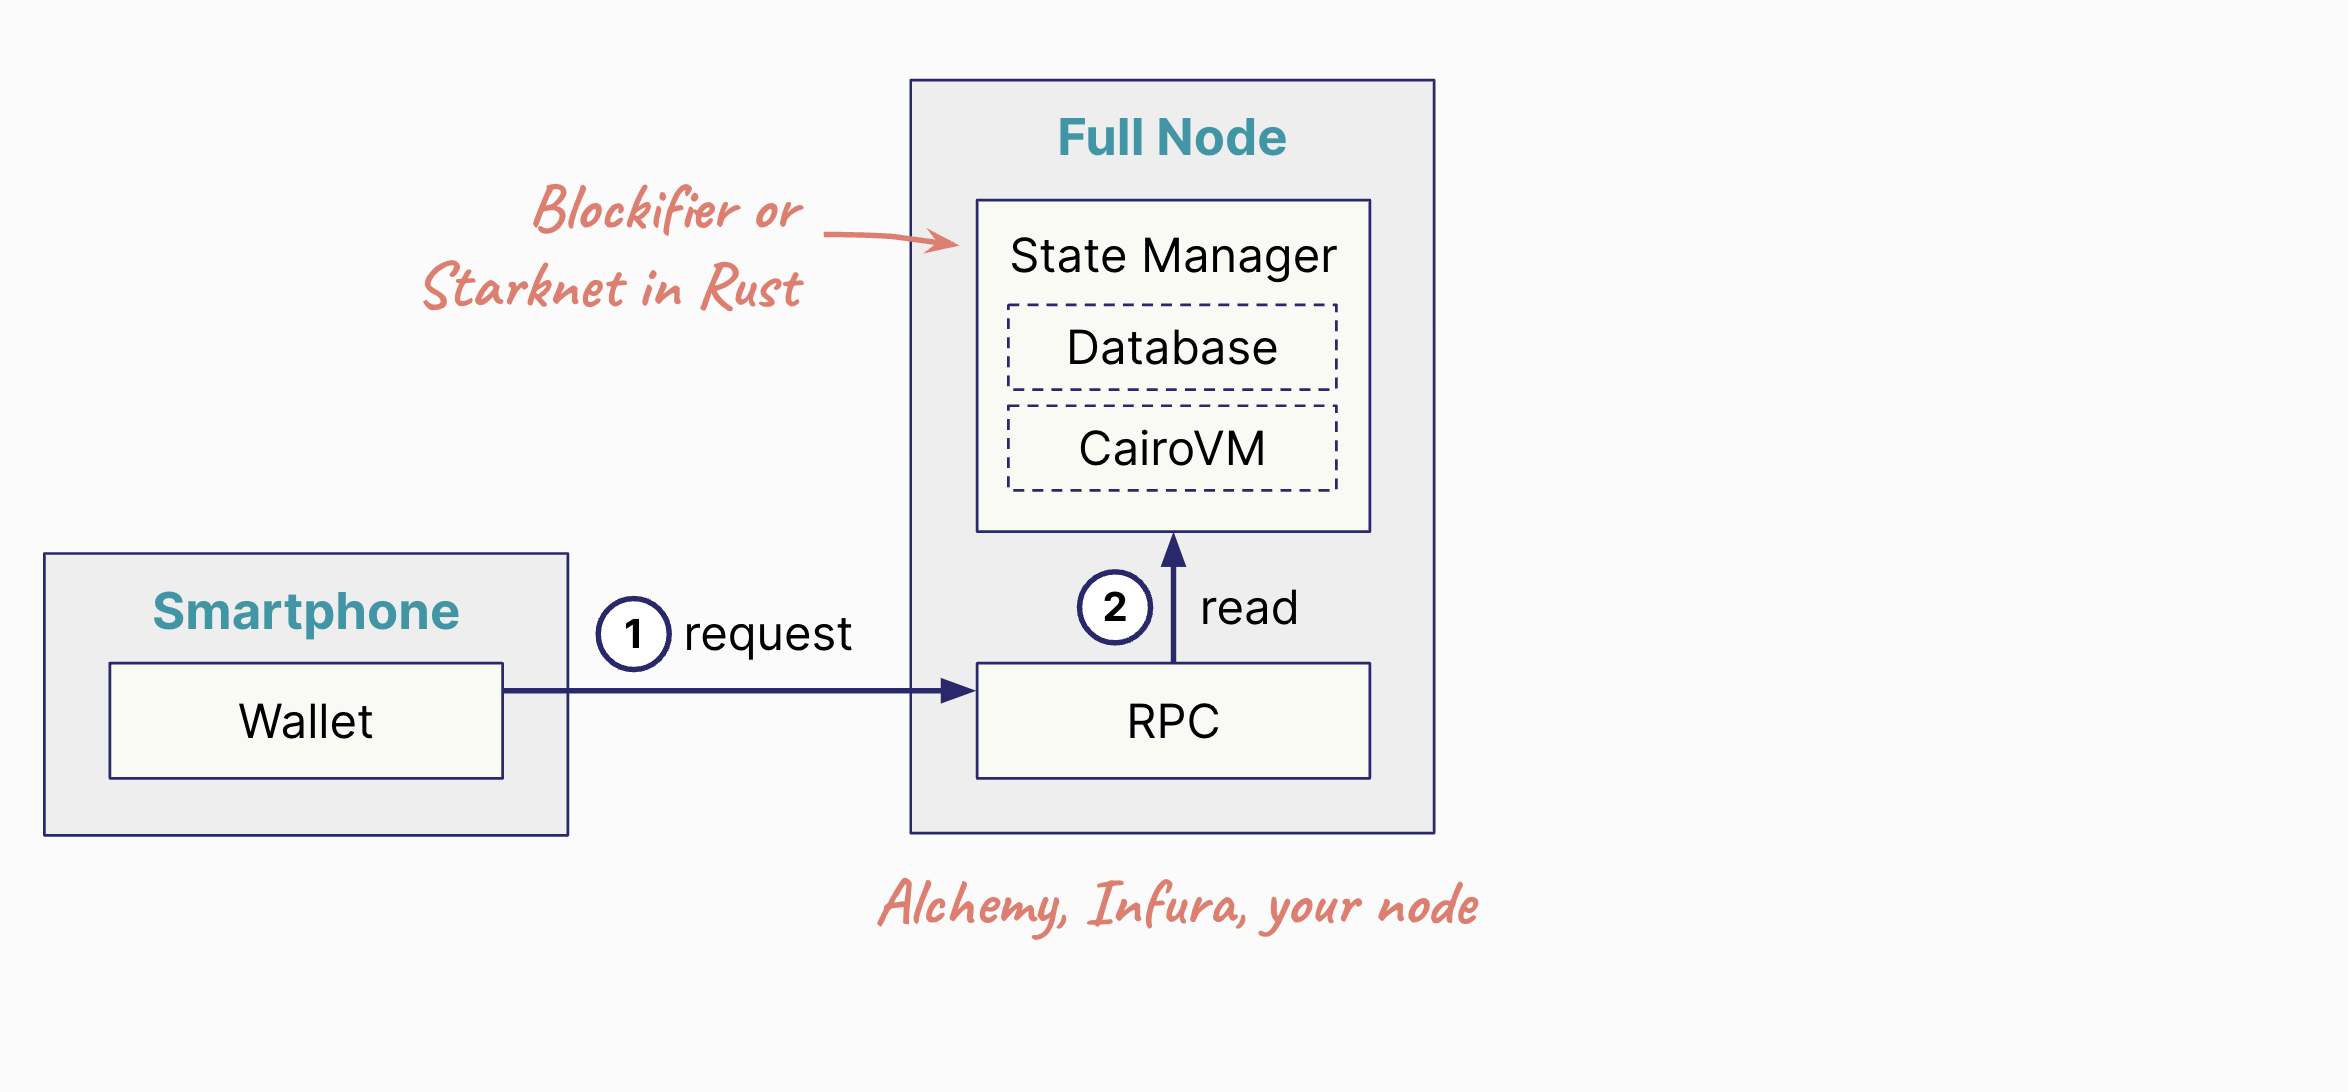 Full Node
Blockifier or
Starknet in Rust
State Manager
Database
CairoVM
Smartphone
Wallet
1 request
2 read
RPC
Alchemy, Infura, your node